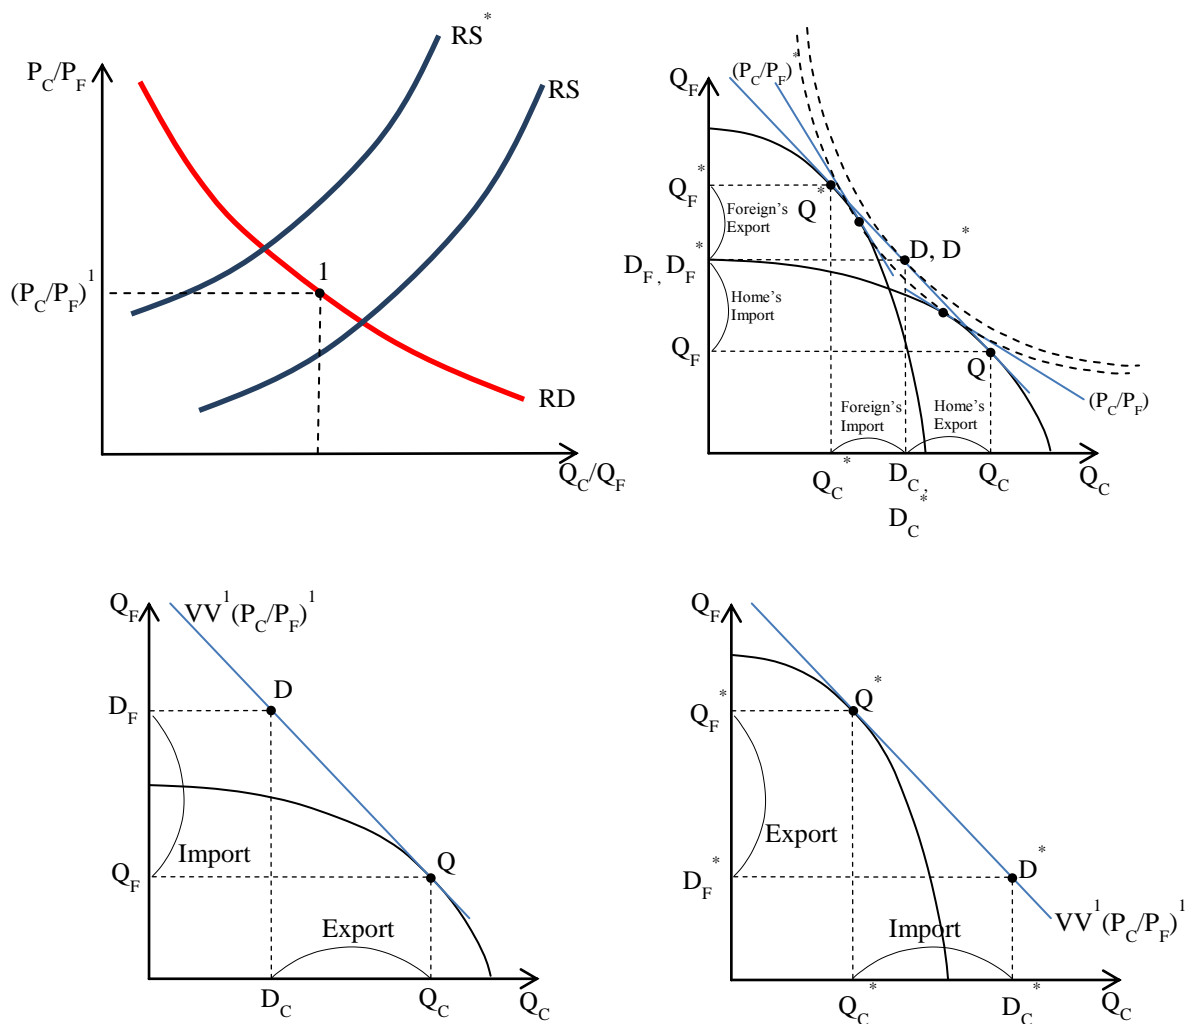 RS*
P_C/P_F
RS
1
(P_C/P_F)^1
RD
Q_C/Q_F
Q_F
(P_C/P_F)*
Q_F*
Q*
Foreign's
Export
D, D*
D_F, D_F*
Home's
Import
Q_F
Q
(P_C/P_F)
Foreign's
Import
Home's
Export
Q_C*
D_C,
D_C*
Q_C
Q_C
Q_F
VV^1(P_C/P_F)^1
D
D_F
Import
Q
Q_F
Export
D_C
Q_C
Q_C
Q_F
Q*
Q_F*
Export
D*
D_F*
Import
VV^1(P_C/P_F)^1
Q_C*
D_C*
Q_C